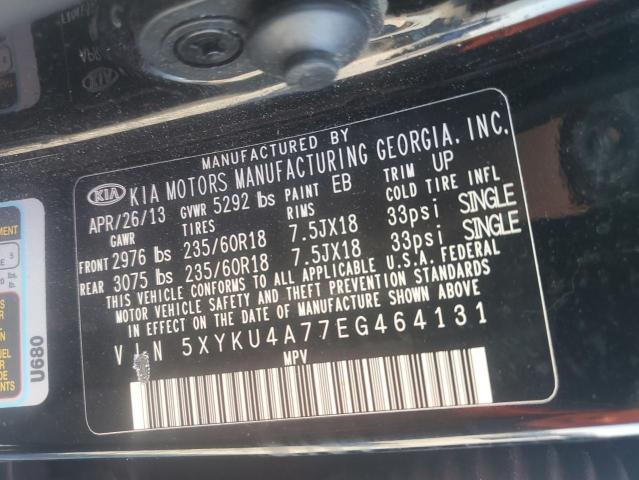 MANUFACTURED BY
KIA KIA MOTORS MANUFACTURING GEORGIA, INC.
APR/26/13 GVWR 5292 lbs PAINT EB TRIM UP
GAWR TIRES RIMS COLD TIRE INFL
FRONT 2976 lbs 235/60R18 7.5JX18 33psi SINGLE
REAR 3075 lbs 235/60R18 7.5JX18 33psi SINGLE
THIS VEHICLE CONFORMS TO ALL APPLICABLE U.S.A. FEDERAL
MOTOR VEHICLE SAFETY AND THEFT PREVENTION STANDARDS
IN EFFECT ON THE DATE OF MANUFACTURE SHOWN ABOVE
VIN 5XYKU4A77EG464131
MPV
U680